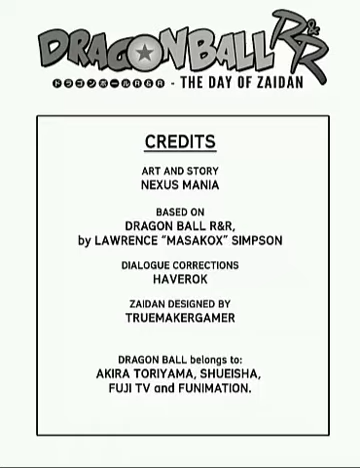 DRAGONBALL R&R
ドラゴンボールR&R - THE DAY OF ZAIDAN
CREDITS
ART AND STORY
NEXUS MANIA
BASED ON
DRAGON BALL R&R,
by LAWRENCE "MASAKOX" SIMPSON
DIALOGUE CORRECTIONS
HAVEROK
ZAIDAN DESIGNED BY
TRUEMAKERGAMER
DRAGON BALL belongs to:
AKIRA TORIYAMA, SHUEISHA,
FUJI TV and FUNIMATION.